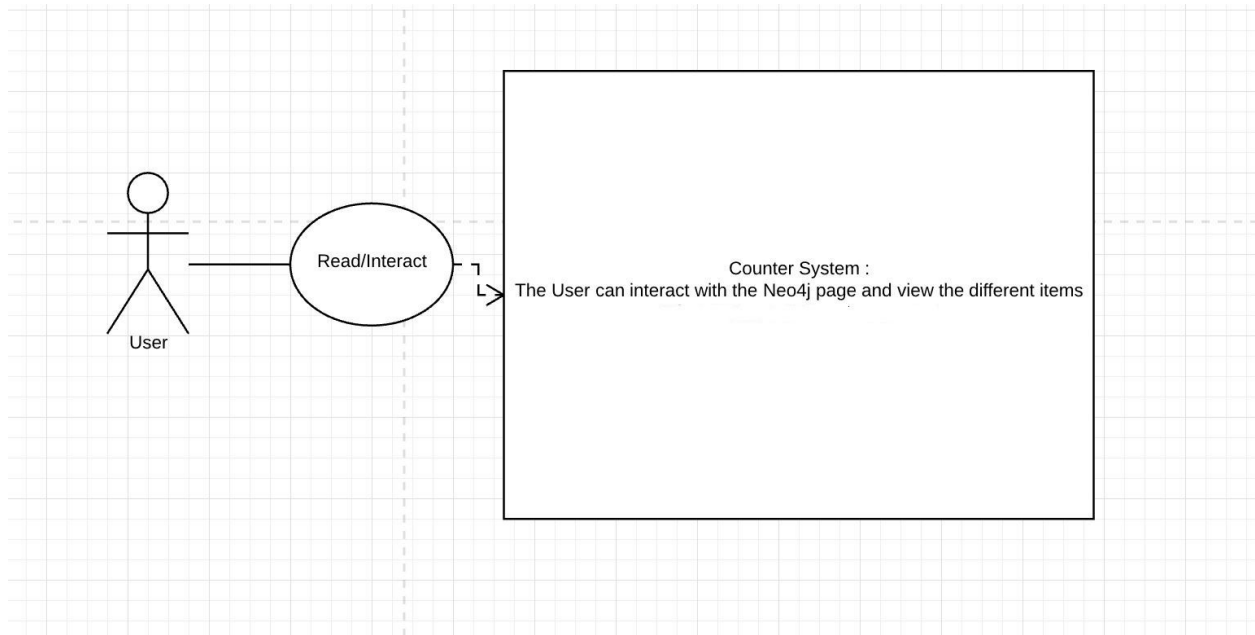 Read/Interact
User
Counter System :
The User can interact with the Neo4j page and view the different items